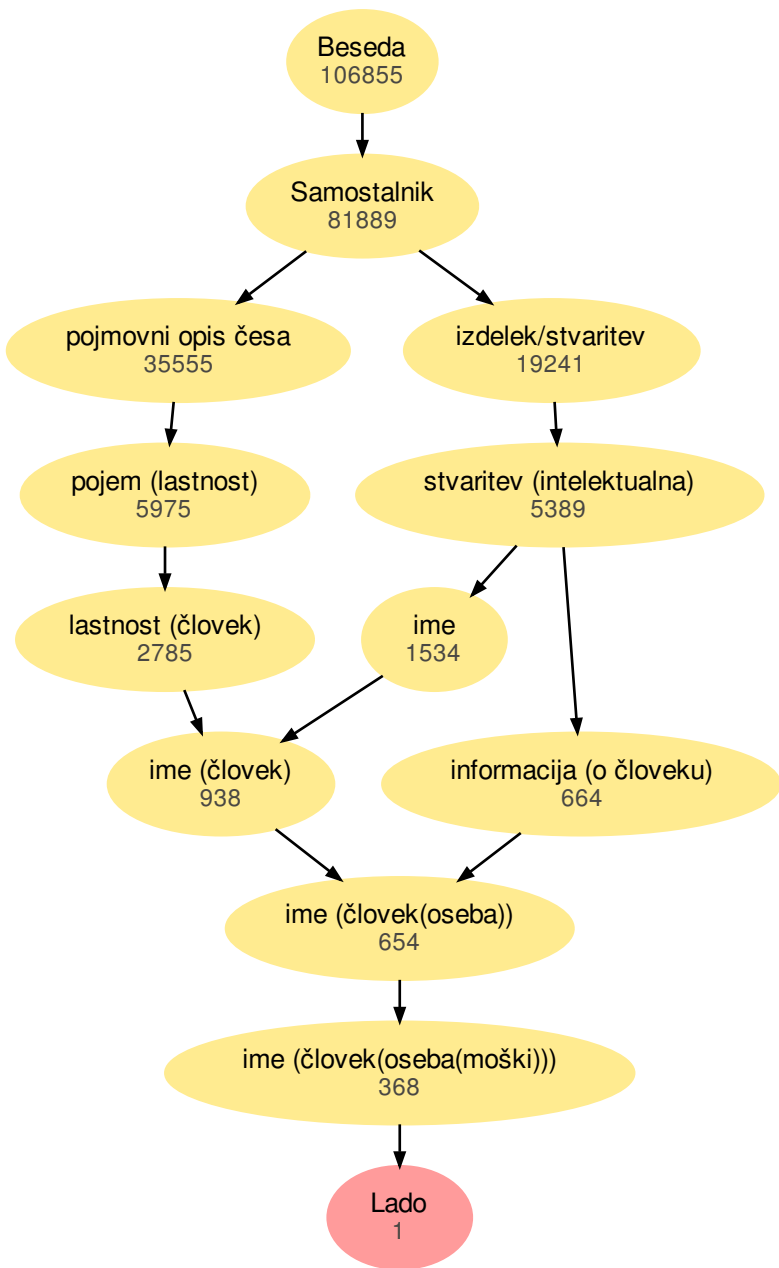 Beseda
106855
Samostalnik
81889
pojmovni opis česa
35555
izdelek/stvaritev
19241
pojem (lastnost)
5975
stvaritev (intelektualna)
5389
lastnost (človek)
2785
ime
1534
ime (človek)
938
informacija (o človeku)
664
ime (človek(oseba))
654
ime (človek(oseba(moški)))
368
Lado
1